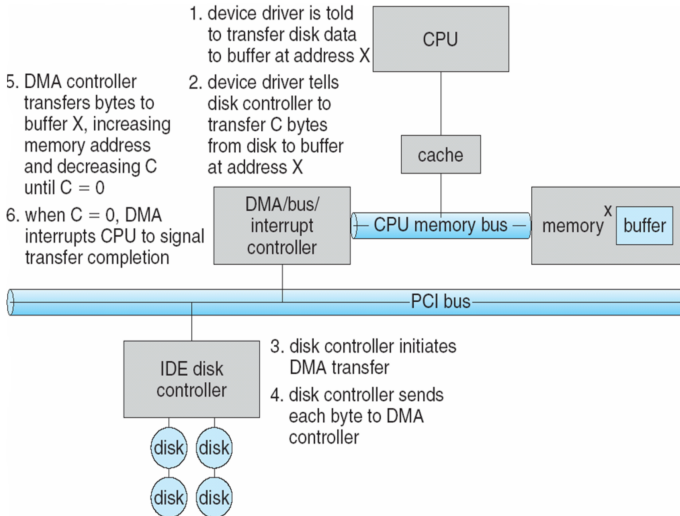 1. device driver is told
to transfer disk data
to buffer at address X
CPU
5. DMA controller
transfers bytes to
buffer X, increasing
memory address
and decreasing C
until C = 0
2. device driver tells
disk controller to
transfer C bytes
from disk to buffer
at address X
cache
6. when C = 0, DMA
interrupts CPU to signal
transfer completion
DMA/bus/
interrupt
controller
CPU memory bus
memory
X
buffer
PCI bus
IDE disk
controller
3. disk controller initiates
DMA transfer
4. disk controller sends
each byte to DMA
controller
disk
disk
disk
disk